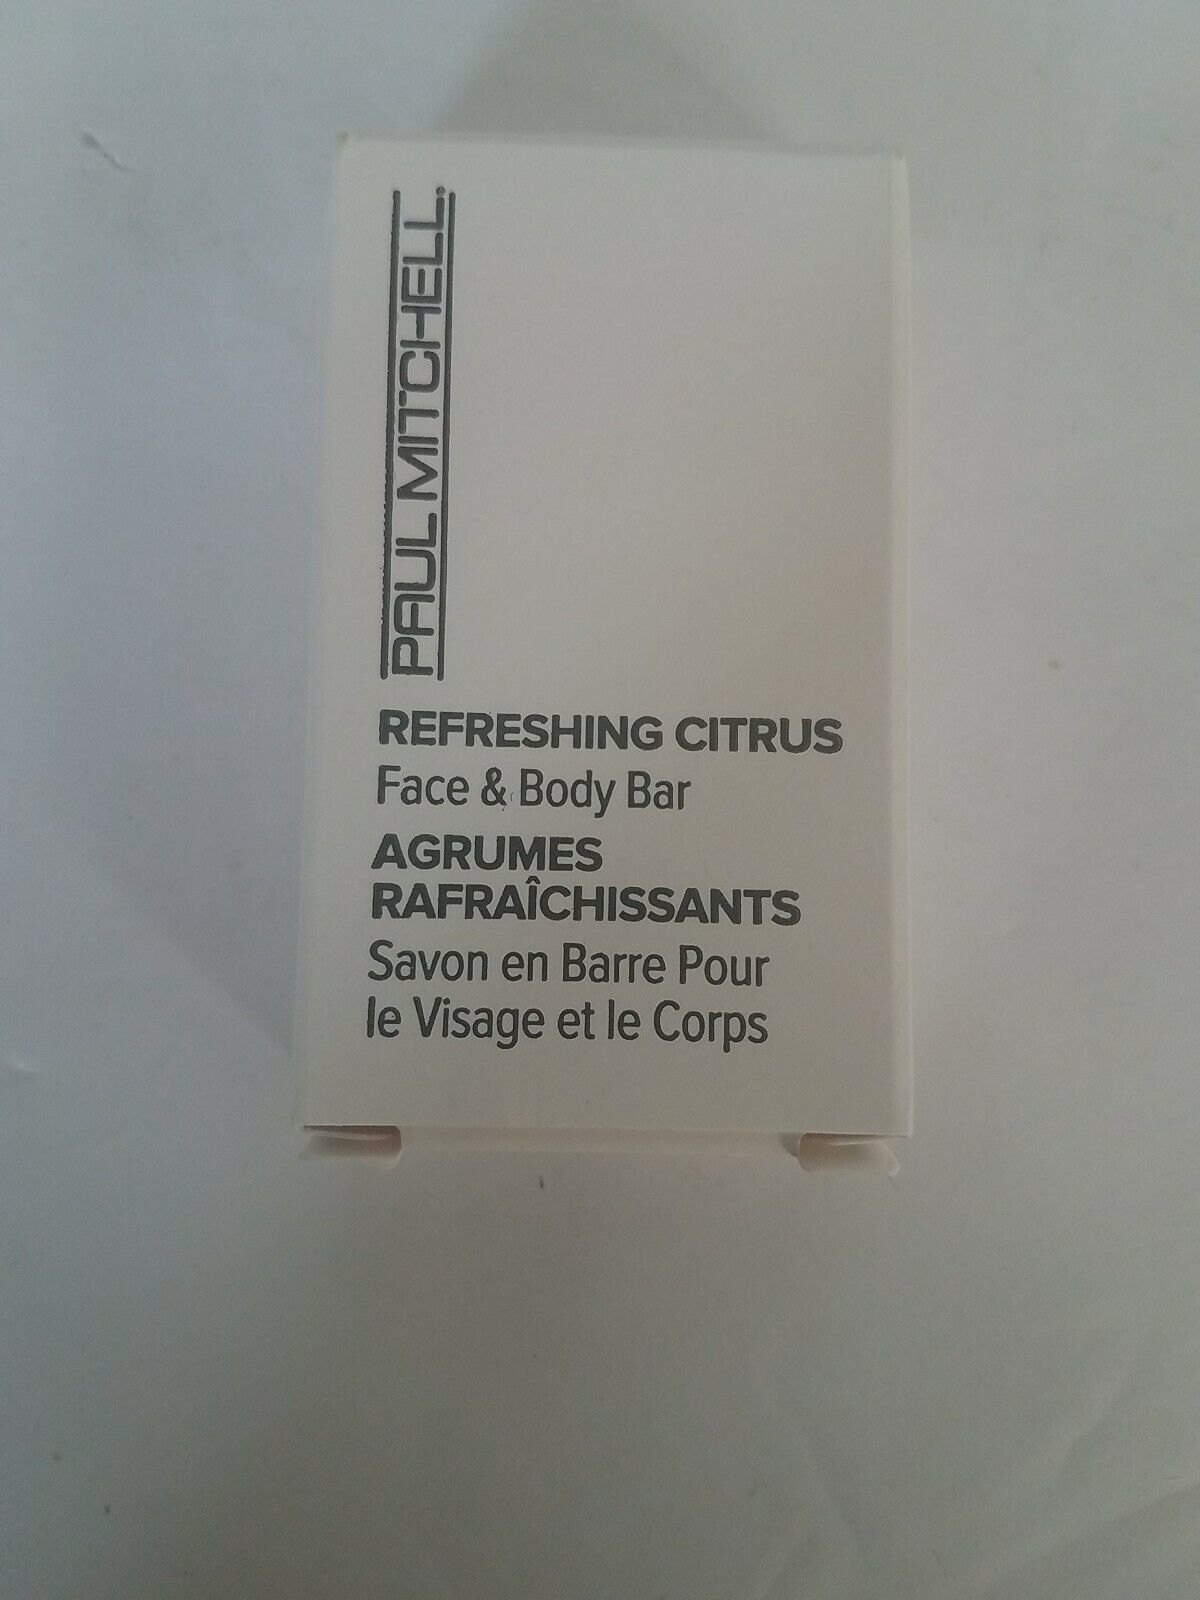 PAUL MITCHELL.
REFRESHING CITRUS
Face & Body Bar
AGRUMES
RAFRAÎCHISSANTS
Savon en Barre Pour
le Visage et le Corps